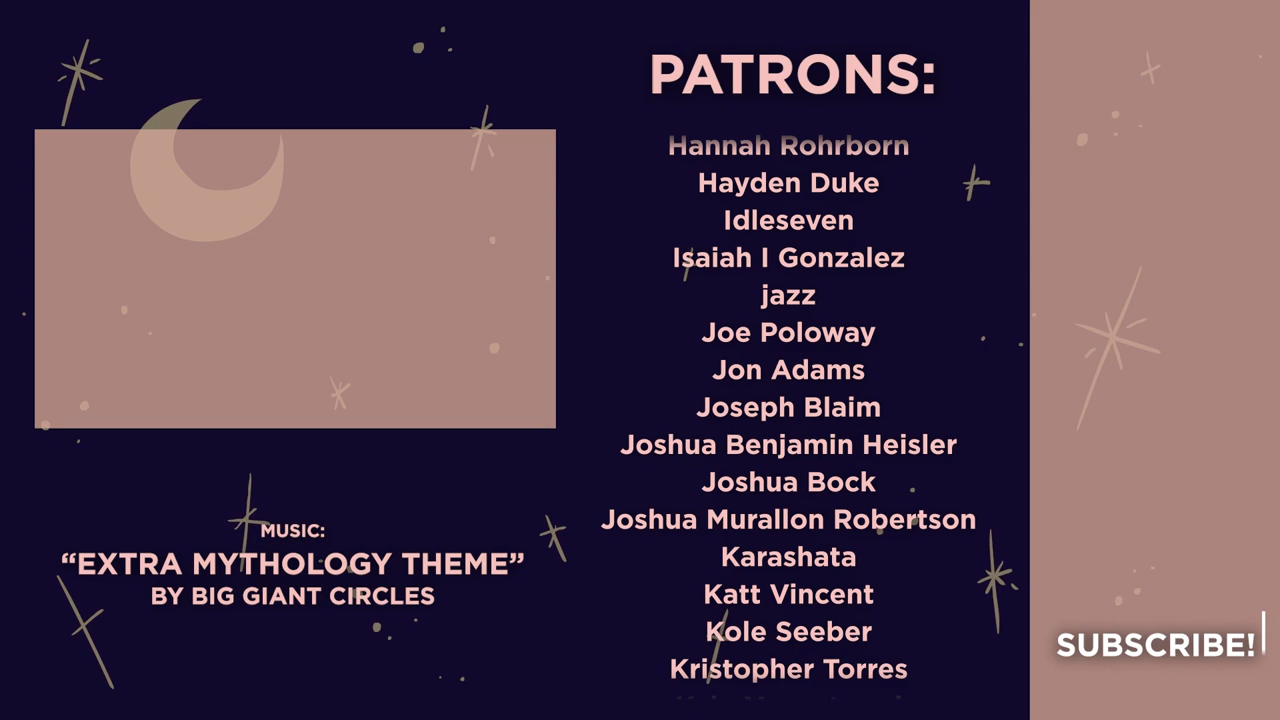 PATRONS:
Hannah Rohrborn
Hayden Duke
Idleseven
Isaiah I Gonzalez
jazz
Joe Poloway
Jon Adams
Joseph Blaim
Joshua Benjamin Heisler
Joshua Bock
Joshua Murallon Robertson
Karashata
Katt Vincent
Kole Seeber
Kristopher Torres
MUSIC:
“EXTRA MYTHOLOGY THEME”
BY BIG GIANT CIRCLES
SUBSCRIBE!